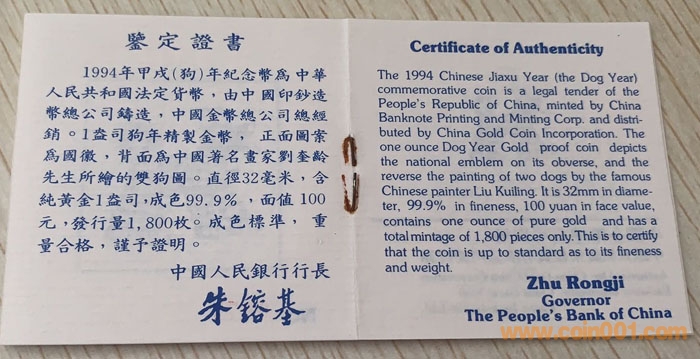 鑒定證書
1994年甲戌(狗)年紀念幣為中華
人民共和國法定貨幣，由中國印鈔造
幣總公司鑄造，中國金幣總公司總經
銷。1盎司狗年精製金幣，正面圖案
為國徽，背面為中國著名畫家劉奎齡
先生所繪的雙狗圖。直徑32毫米，含
純黃金1盎司，成色99.9%，面值100
元，發行量1,800枚。成色標準，重
量合格，謹予證明。
中國人民銀行行長
朱鎔基
Certificate of Authenticity
The 1994 Chinese Jiaxu Year (the Dog Year)
commemorative coin is a legal tender of the
People's Republic of China, minted by China
Banknote Printing and Minting Corp. and distri-
buted by China Gold Coin Incorporation. The
one ounce Dog Year Gold proof coin depicts
the national emblem on its obverse, and the
reverse the painting of two dogs by the famous
Chinese painter Liu Kuiling. It is 32mm in diame-
ter, 99.9% in fineness, 100 yuan in face value,
contains one ounce of pure gold and has a
total mintage of 1,800 pieces only. This is to certify
that the coin is up to standard as to its fineness
and weight.
Zhu Rongji
Governor
The People's Bank of China
www.coin001.com